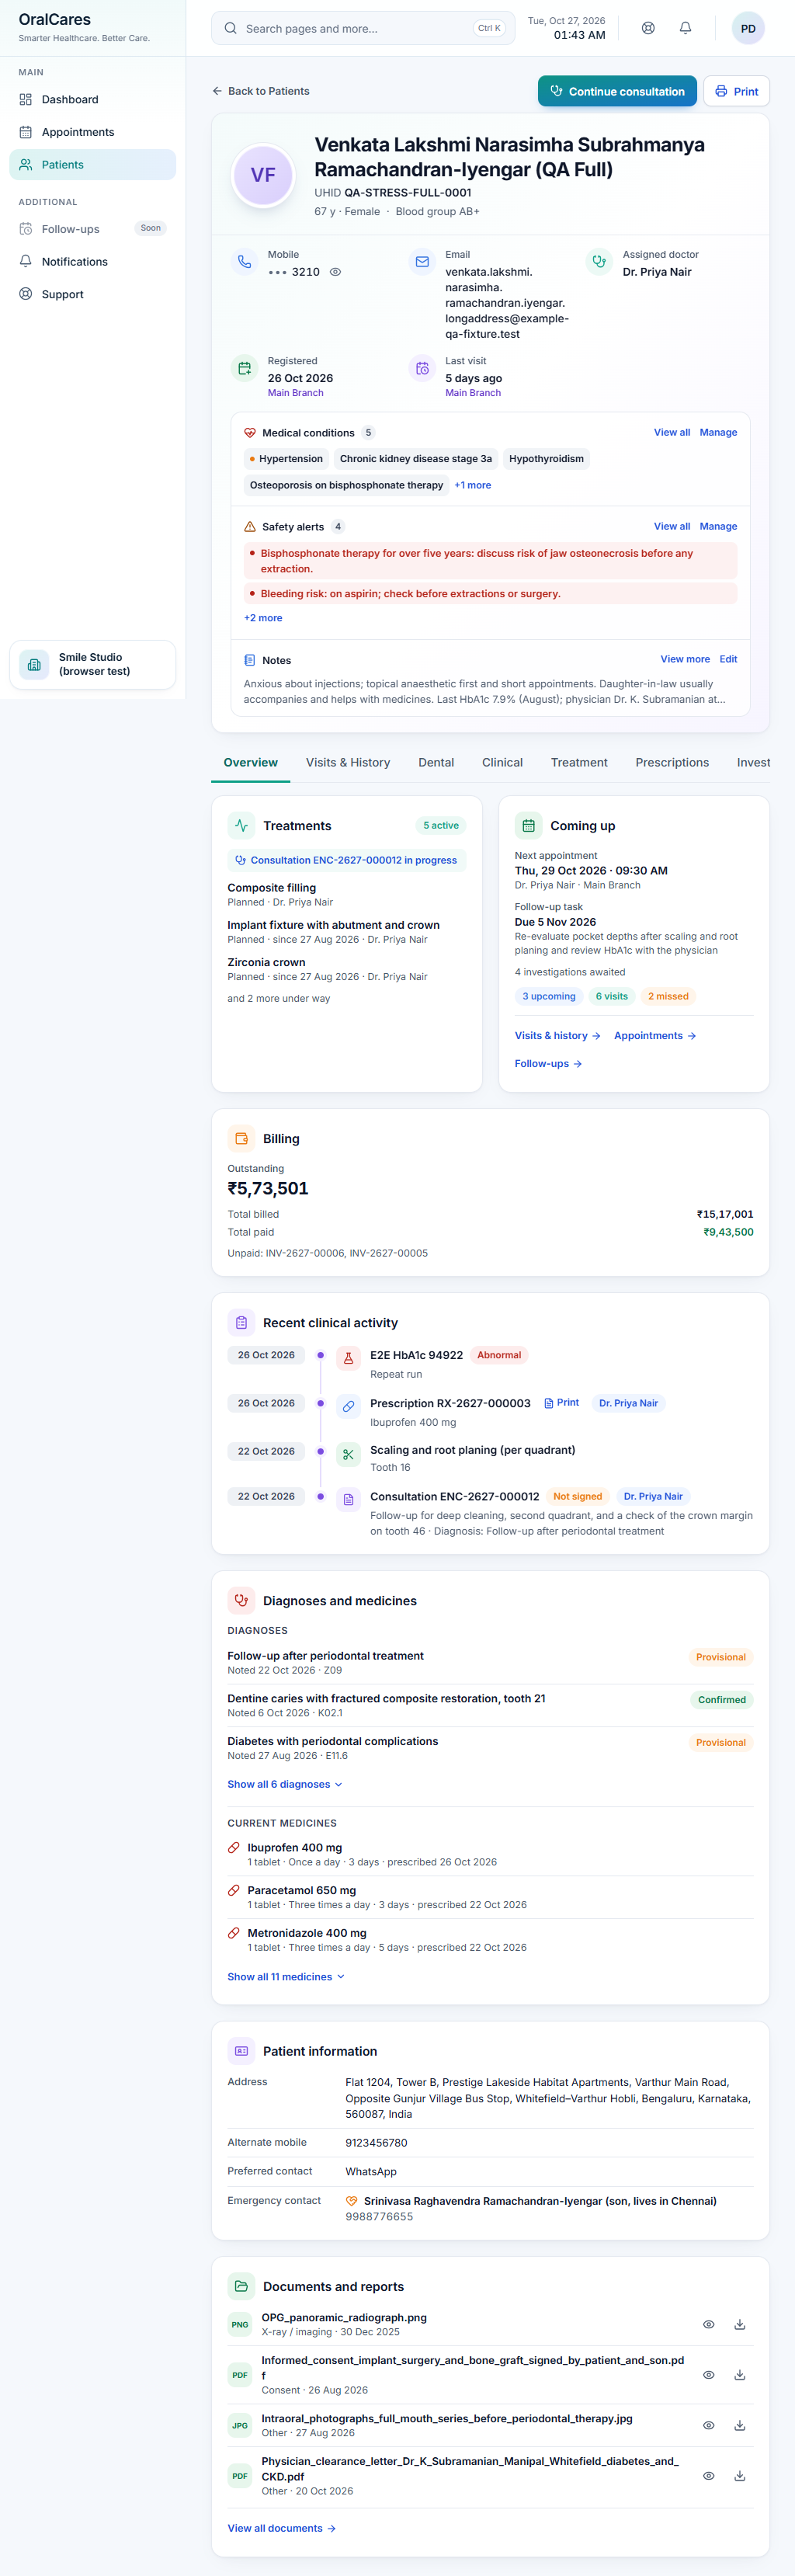 OralCares
Smarter Healthcare. Better Care.
Search pages and more...
Ctrl K
Tue, Oct 27, 2026
01:43 AM
PD
MAIN
Dashboard
Appointments
Patients
ADDITIONAL
Follow-ups
Soon
Notifications
Support
Smile Studio
(browser test)
Back to Patients
Continue consultation
Print
VF
Venkata Lakshmi Narasimha Subrahmanya
Ramachandran-Iyengar (QA Full)
UHID QA-STRESS-FULL-0001
67 y · Female · Blood group AB+
Mobile
••• 3210
Email
venkata.lakshmi.
narasimha.
ramachandran.iyengar.
longaddress@example-
qa-fixture.test
Assigned doctor
Dr. Priya Nair
Registered
26 Oct 2026
Main Branch
Last visit
5 days ago
Main Branch
Medical conditions 5
View all Manage
Hypertension
Chronic kidney disease stage 3a
Hypothyroidism
Osteoporosis on bisphosphonate therapy
+1 more
Safety alerts 4
View all Manage
Bisphosphonate therapy for over five years: discuss risk of jaw osteonecrosis before any
extraction.
Bleeding risk: on aspirin; check before extractions or surgery.
+2 more
Notes
View more Edit
Anxious about injections; topical anaesthetic first and short appointments. Daughter-in-law usually
accompanies and helps with medicines. Last HbA1c 7.9% (August); physician Dr. K. Subramanian at...
Overview
Visits & History
Dental
Clinical
Treatment
Prescriptions
Invest
Treatments
5 active
Consultation ENC-2627-000012 in progress
Composite filling
Planned · Dr. Priya Nair
Implant fixture with abutment and crown
Planned · since 27 Aug 2026 · Dr. Priya Nair
Zirconia crown
Planned · since 27 Aug 2026 · Dr. Priya Nair
and 2 more under way
Coming up
Next appointment
Thu, 29 Oct 2026 · 09:30 AM
Dr. Priya Nair · Main Branch
Follow-up task
Due 5 Nov 2026
Re-evaluate pocket depths after scaling and root
planing and review HbA1c with the physician
4 investigations awaited
3 upcoming
6 visits
2 missed
Visits & history →
Appointments →
Follow-ups →
Billing
Outstanding
₹5,73,501
Total billed
₹15,17,001
Total paid
₹9,43,500
Unpaid: INV-2627-00006, INV-2627-00005
Recent clinical activity
26 Oct 2026
E2E HbA1c 94922
Abnormal
Repeat run
26 Oct 2026
Prescription RX-2627-000003
Print
Dr. Priya Nair
Ibuprofen 400 mg
22 Oct 2026
Scaling and root planing (per quadrant)
Tooth 16
22 Oct 2026
Consultation ENC-2627-000012
Not signed
Dr. Priya Nair
Follow-up for deep cleaning, second quadrant, and a check of the crown margin
on tooth 46 · Diagnosis: Follow-up after periodontal treatment
Diagnoses and medicines
DIAGNOSES
Follow-up after periodontal treatment
Provisional
Noted 22 Oct 2026 · Z09
Dentine caries with fractured composite restoration, tooth 21
Confirmed
Noted 6 Oct 2026 · K02.1
Diabetes with periodontal complications
Provisional
Noted 27 Aug 2026 · E11.6
Show all 6 diagnoses
CURRENT MEDICINES
Ibuprofen 400 mg
1 tablet · Once a day · 3 days · prescribed 26 Oct 2026
Paracetamol 650 mg
1 tablet · Three times a day · 3 days · prescribed 22 Oct 2026
Metronidazole 400 mg
1 tablet · Three times a day · 5 days · prescribed 22 Oct 2026
Show all 11 medicines
Patient information
Address
Flat 1204, Tower B, Prestige Lakeside Habitat Apartments, Varthur Main Road,
Opposite Gunjur Village Bus Stop, Whitefield–Varthur Hobli, Bengaluru, Karnataka,
560087, India
Alternate mobile
9123456780
Preferred contact
WhatsApp
Emergency contact
Srinivasa Raghavendra Ramachandran-Iyengar (son, lives in Chennai)
9988776655
Documents and reports
PNG
OPG_panoramic_radiograph.png
X-ray / imaging · 30 Dec 2025
PDF
Informed_consent_implant_surgery_and_bone_graft_signed_by_patient_and_son.pd
f
Consent · 26 Aug 2026
JPG
Intraoral_photographs_full_mouth_series_before_periodontal_therapy.jpg
Other · 27 Aug 2026
PDF
Physician_clearance_letter_Dr_K_Subramanian_Manipal_Whitefield_diabetes_and_
CKD.pdf
Other · 20 Oct 2026
View all documents →